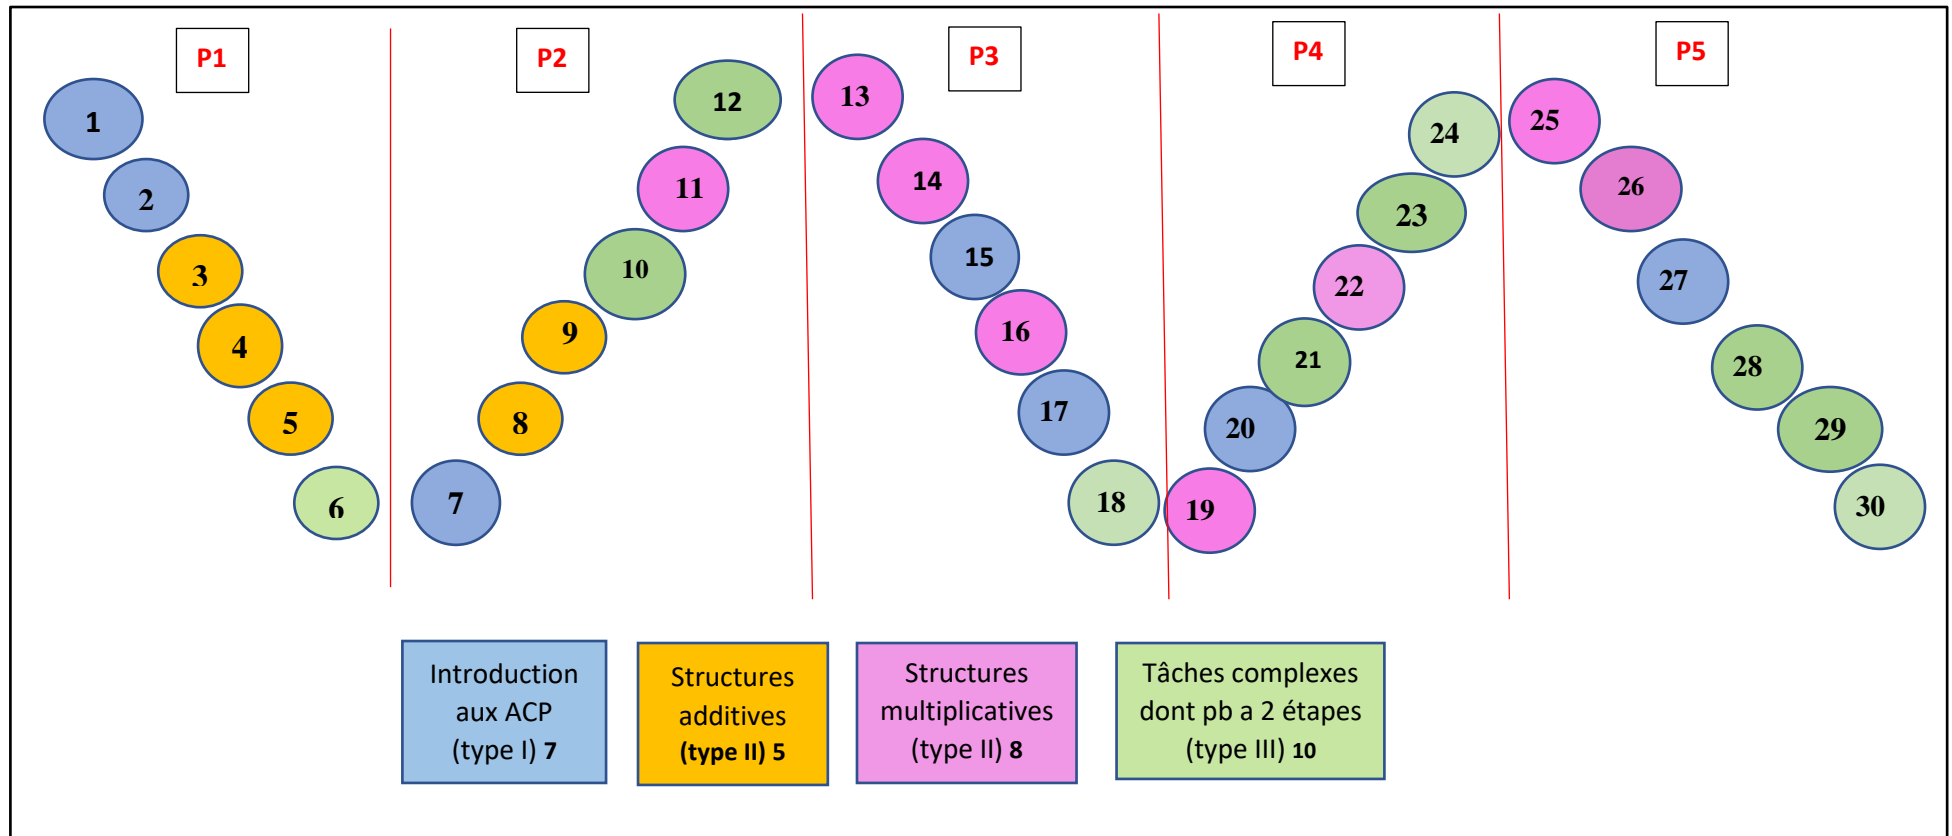 P1
1
2
3
4
5
6
P2
7
8
9
10
11
12
P3
13
14
15
16
17
18
P4
19
20
21
22
23
24
P5
25
26
27
28
29
30
Introduction
aux ACP
(type I) 7
Structures
additives
(type II) 5
Structures
multiplicatives
(type II) 8
Tâches complexes
dont pb a 2 étapes
(type III) 10